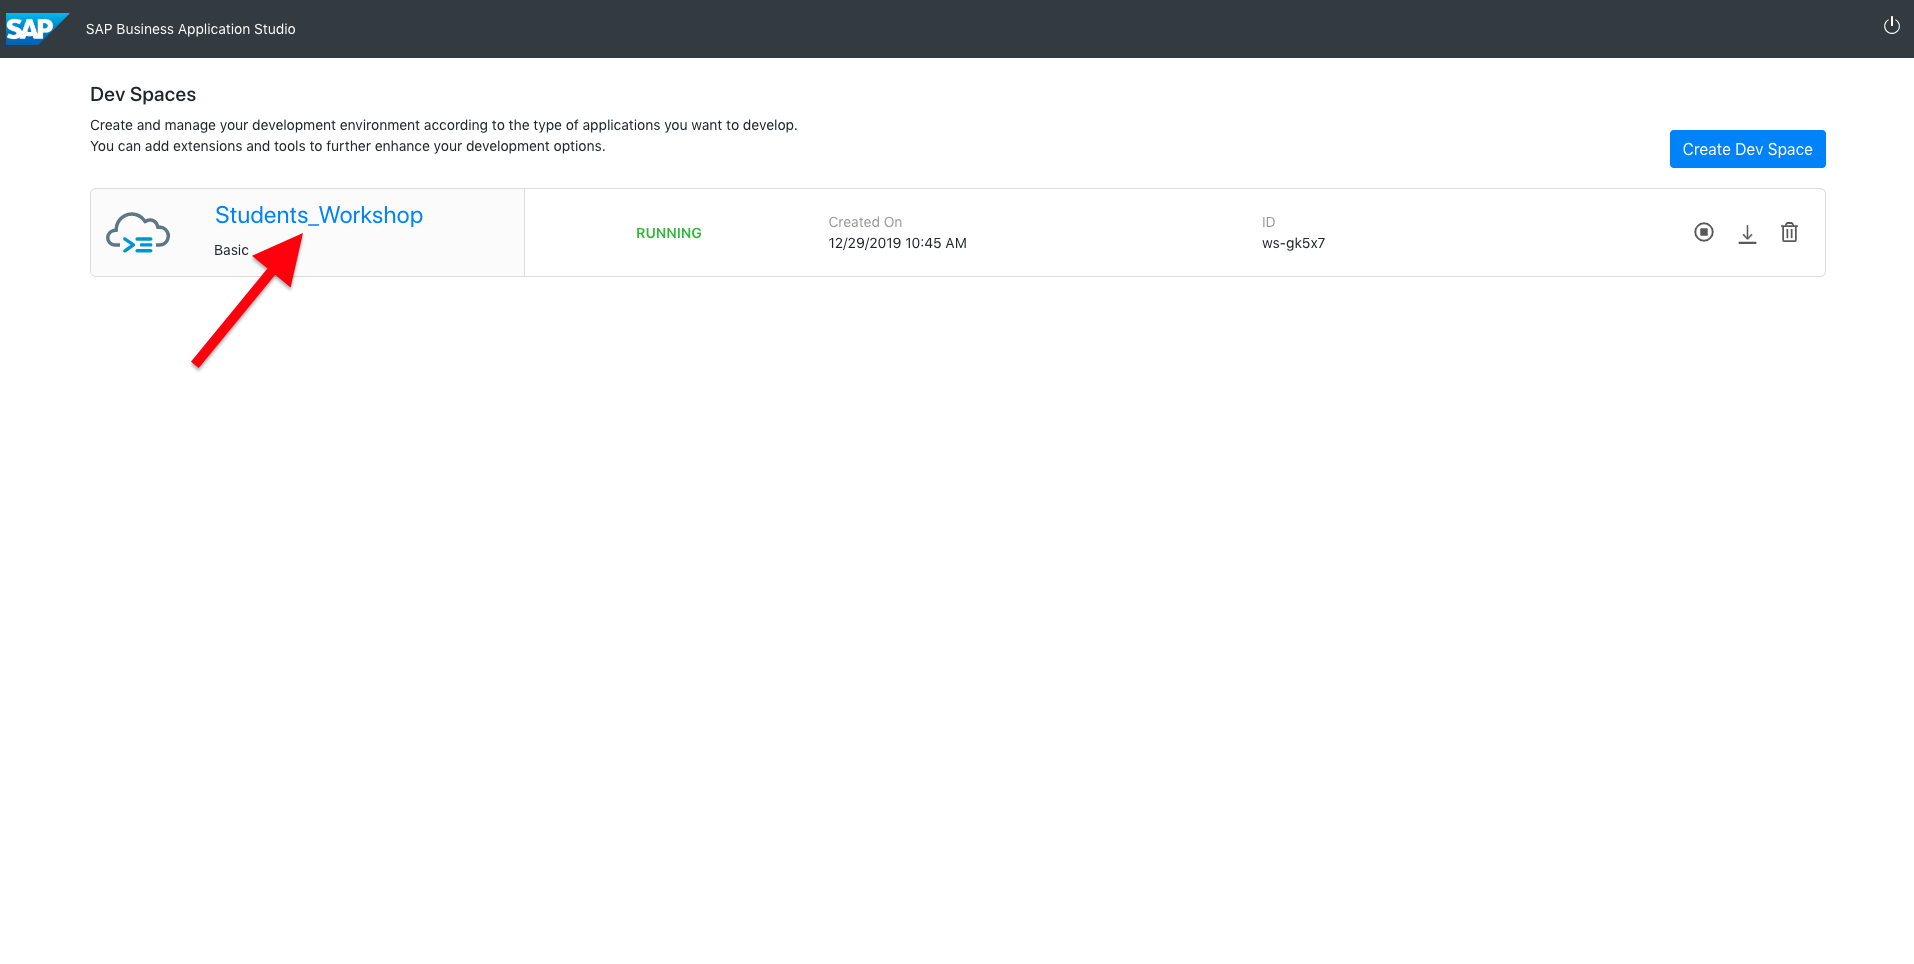 SAP
SAP Business Application Studio
Dev Spaces
Create and manage your development environment according to the type of applications you want to develop.
You can add extensions and tools to further enhance your development options.
Create Dev Space
Students_Workshop
Basic
RUNNING
Created On
12/29/2019 10:45 AM
ID
ws-gk5x7